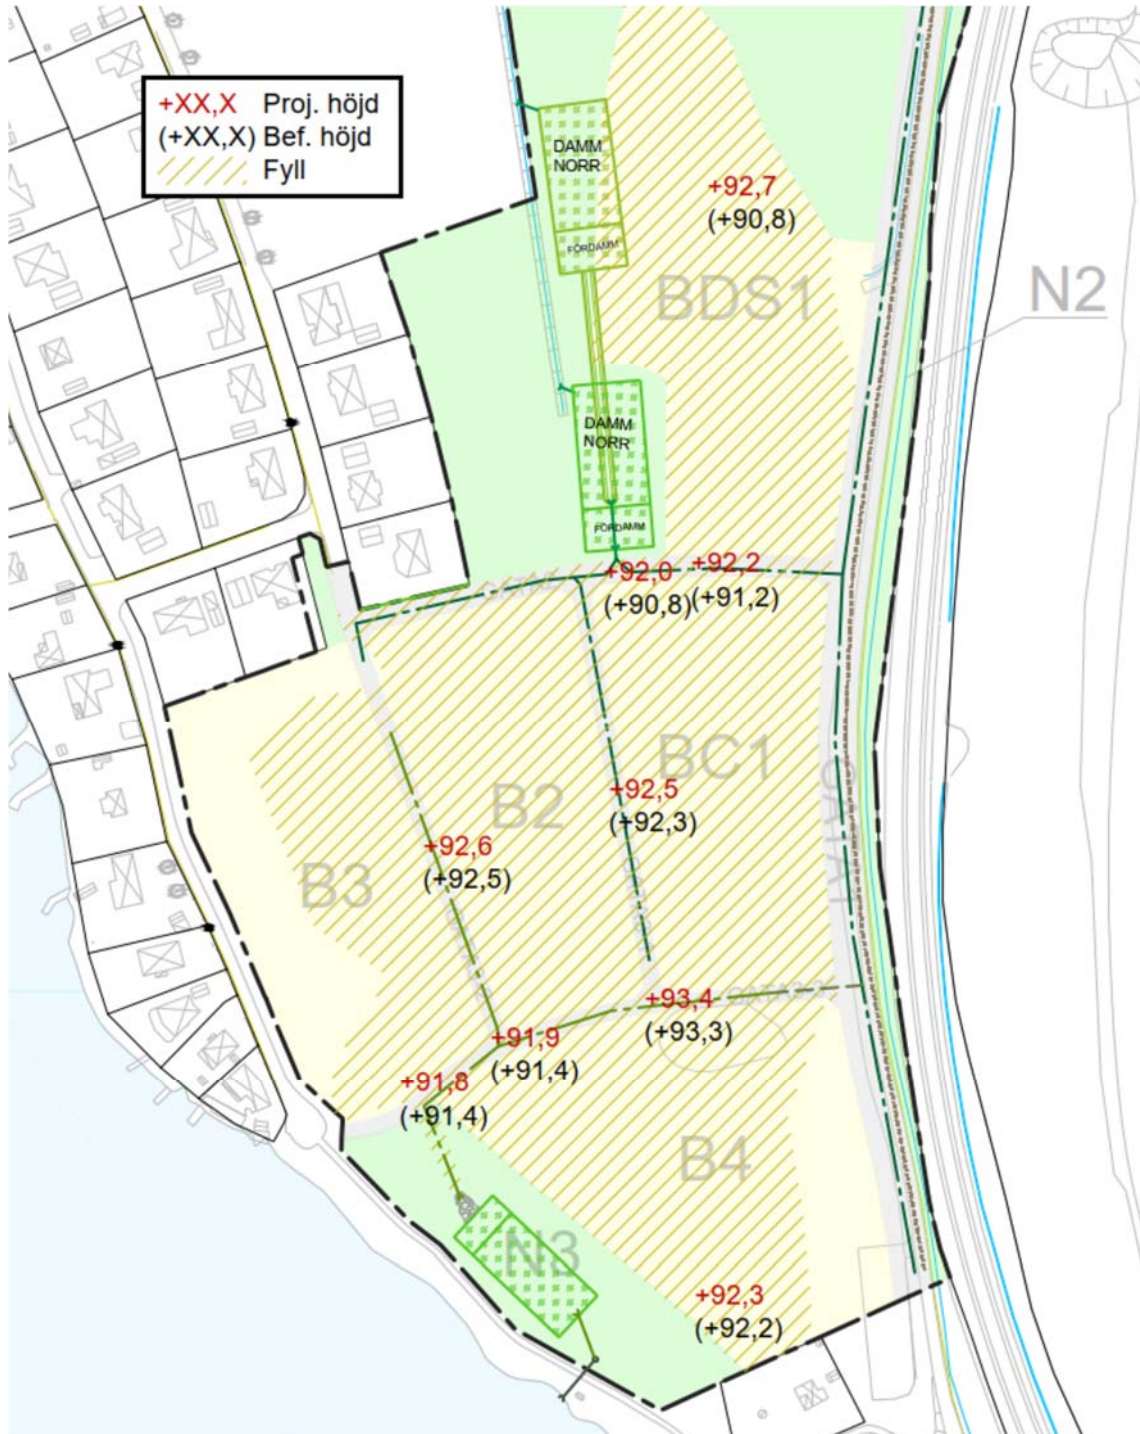 +XX,X Proj. höjd
(+XX,X) Bef. höjd
Fyll
DAMM
NORR
FÖRDAMM
+92,7
(+90,8)
BDS1
N2
DAMM
NORR
FÖRDAMM
+92,0 +92,2
(+90,8)(+91,2)
BC1
+92,5
(+92,3)
B2
+92,6
(+92,5)
B3
+93,4
(+93,3)
+91,9
(+91,4)
+91,8
(+91,4)
B4
N3
+92,3
(+92,2)